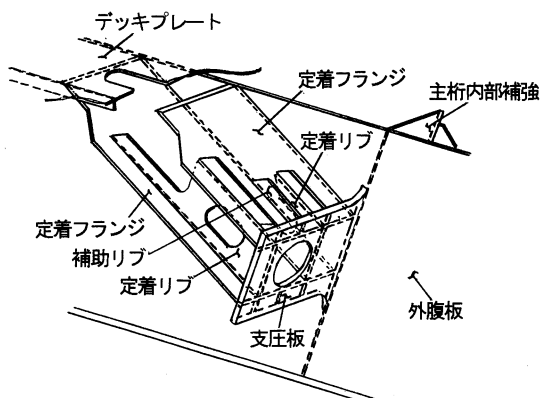 デッキプレート
定着フランジ
主桁内部補強
定着リブ
定着フランジ
補助リブ
定着リブ
支圧板
外腹板